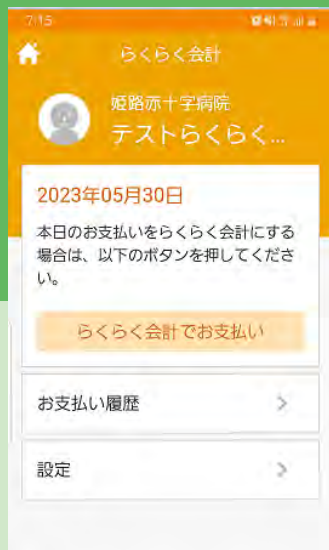 7:15
らくらく会計
姫路赤十字病院
テストらくらく...
2023年05月30日
本日のお支払いをらくらく会計にする
場合は、以下のボタンを押してくださ
い。
らくらく会計でお支払い
お支払い履歴
設定